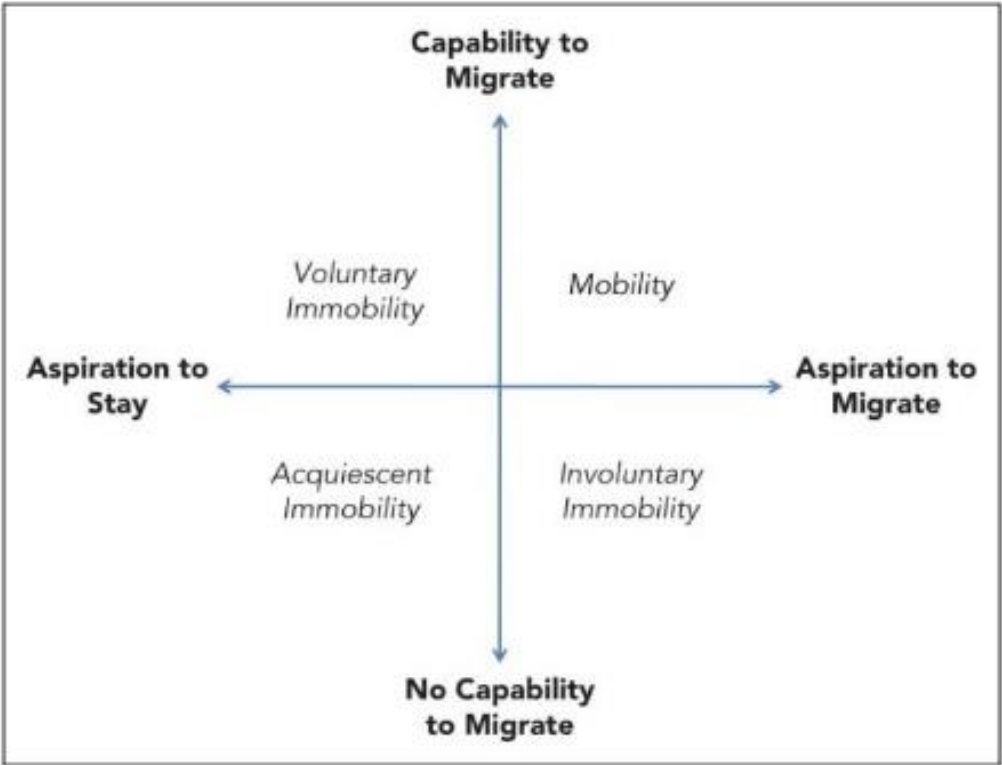 Capability to
Migrate
Voluntary
Immobility
Mobility
Aspiration to
Stay
Aspiration to
Migrate
Acquiescent
Immobility
Involuntary
Immobility
No Capability
to Migrate